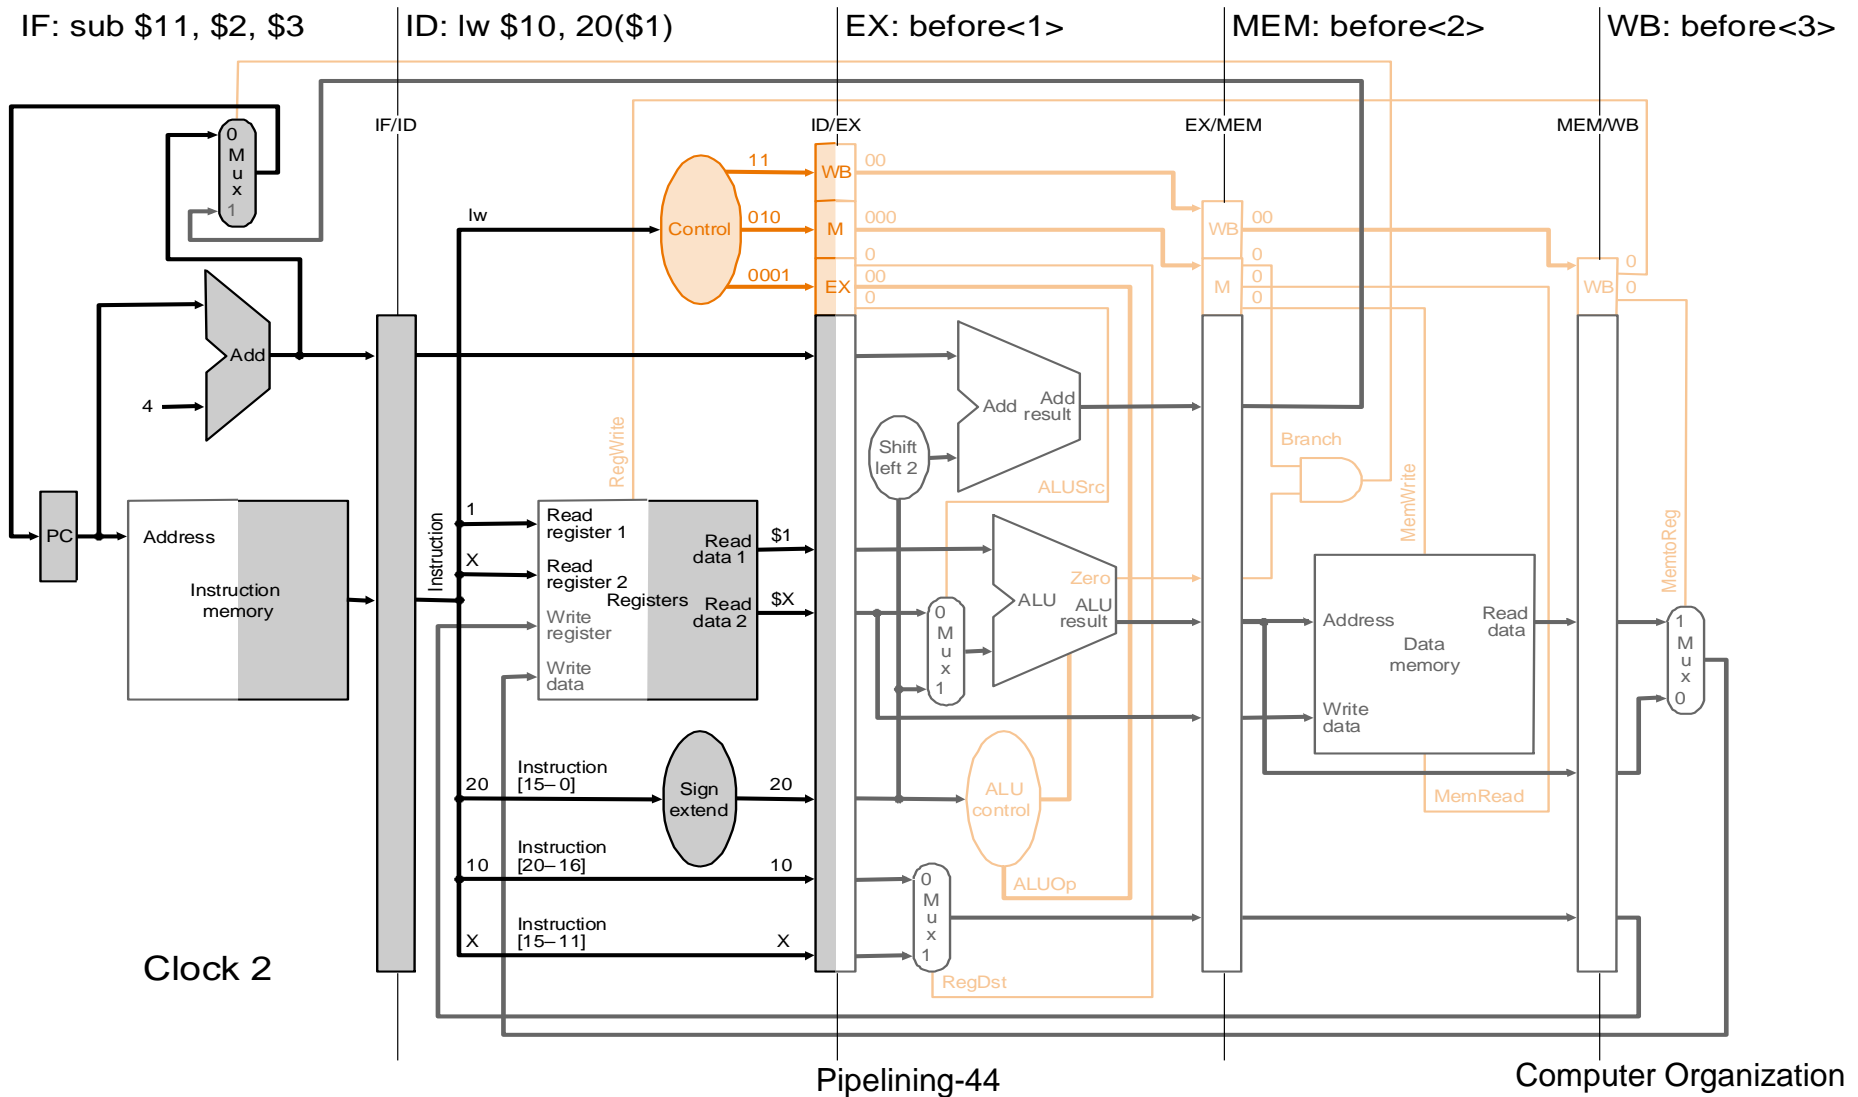 IF: sub $11, $2, $3
ID: lw $10, 20($1)
EX: before<1>
MEM: before<2>
WB: before<3>
IF/ID
ID/EX
EX/MEM
MEM/WB
0
M
u
x
1
lw
Control
11
010
0001
WB
M
EX
00
000
0
00
0
WB
M
00
0
0
0
WB
0
0
Add
4
PC
Address
Instruction
memory
Instruction
RegWrite
1
X
Read
register 1
Read
register 2
Registers
Write
register
Write
data
Read
data 1
Read
data 2
$1
$X
Add
Add
result
Shift
left 2
ALUSrc
0
M
u
x
1
ALU
Zero
ALU
result
Branch
MemWrite
Address
Data
memory
Read
data
Write
data
MemRead
MemtoReg
1
M
u
x
0
20
Instruction
[15–0]
Sign
extend
20
ALU
control
ALUOp
10
Instruction
[20–16]
10
X
Instruction
[15–11]
X
0
M
u
x
1
RegDst
Clock 2
Pipelining-44
Computer Organization